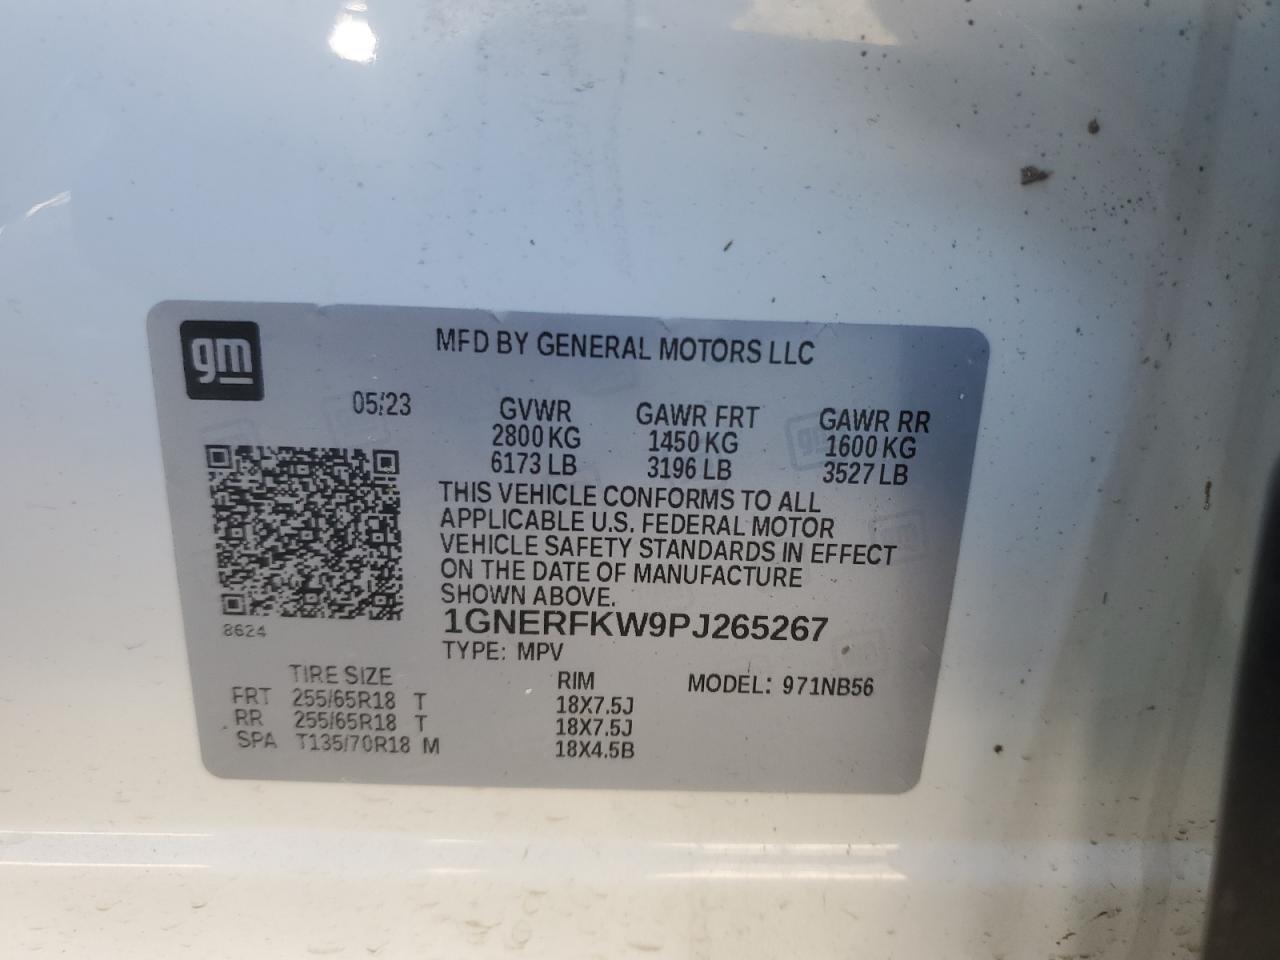 gm
MFD BY GENERAL MOTORS LLC
05/23 GVWR GAWR FRT GAWR RR
2800 KG 1450 KG 1600 KG
6173 LB 3196 LB 3527 LB
THIS VEHICLE CONFORMS TO ALL
APPLICABLE U.S. FEDERAL MOTOR
VEHICLE SAFETY STANDARDS IN EFFECT
ON THE DATE OF MANUFACTURE
SHOWN ABOVE.
8624
1GNERFKW9PJ265267
TYPE: MPV
TIRE SIZE RIM MODEL: 971NB56
FRT 255/65R18 T 18X7.5J
RR 255/65R18 T 18X7.5J
SPA T135/70R18 M 18X4.5B